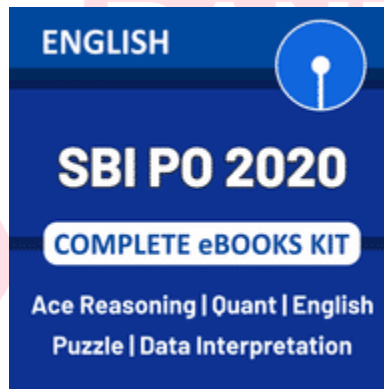 ENGLISH
SBI PO 2020
COMPLETE eBOOKS KIT
Ace Reasoning | Quant | English
Puzzle | Data Interpretation